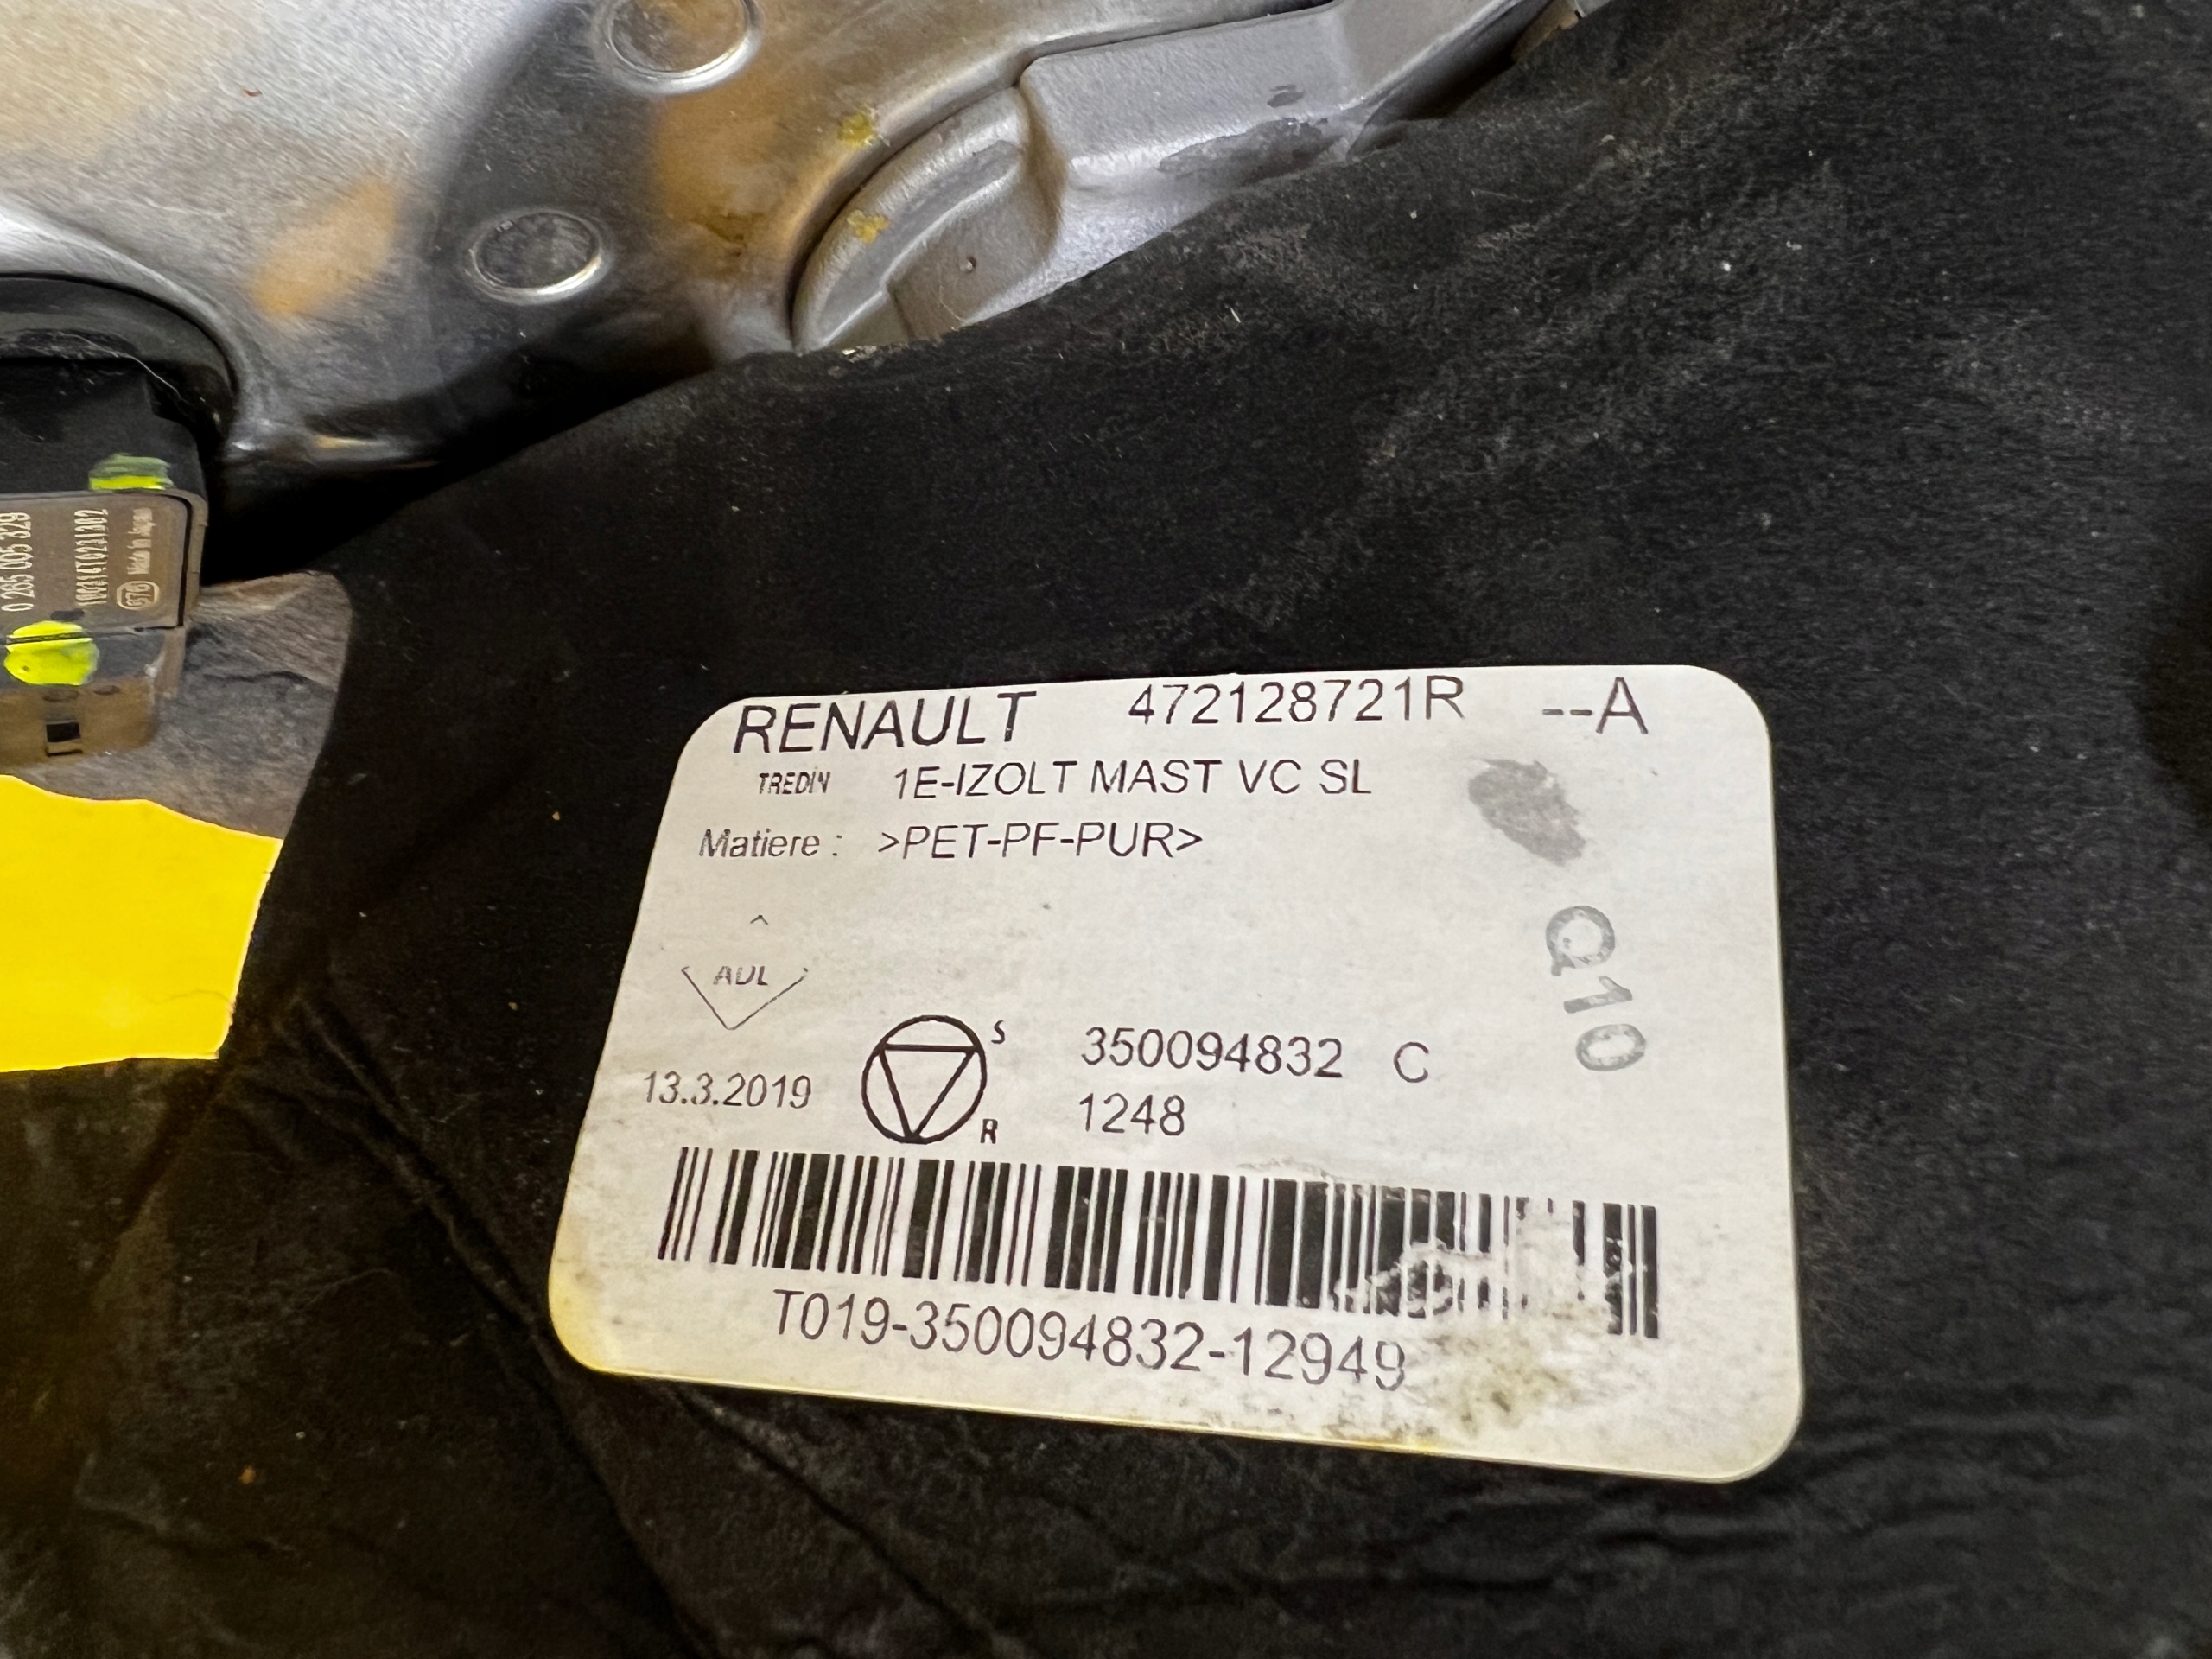 0 265 005 329
Made in Japan
RENAULT 472128721R --A
TREDIN 1E-IZOLT MAST VC SL
Matiere : >PET-PF-PUR>
Q10
ADL
13.3.2019 S R 350094832 C
1248
T019-350094832-12949